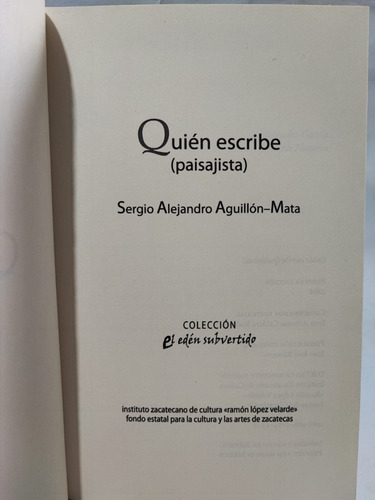 Quién escribe
(paisajista)
Sergio Alejandro Aguillón–Mata
COLECCIÓN
el edén subvertido
instituto zacatecano de cultura «ramón lópez velarde»
fondo estatal para la cultura y las artes de zacatecas